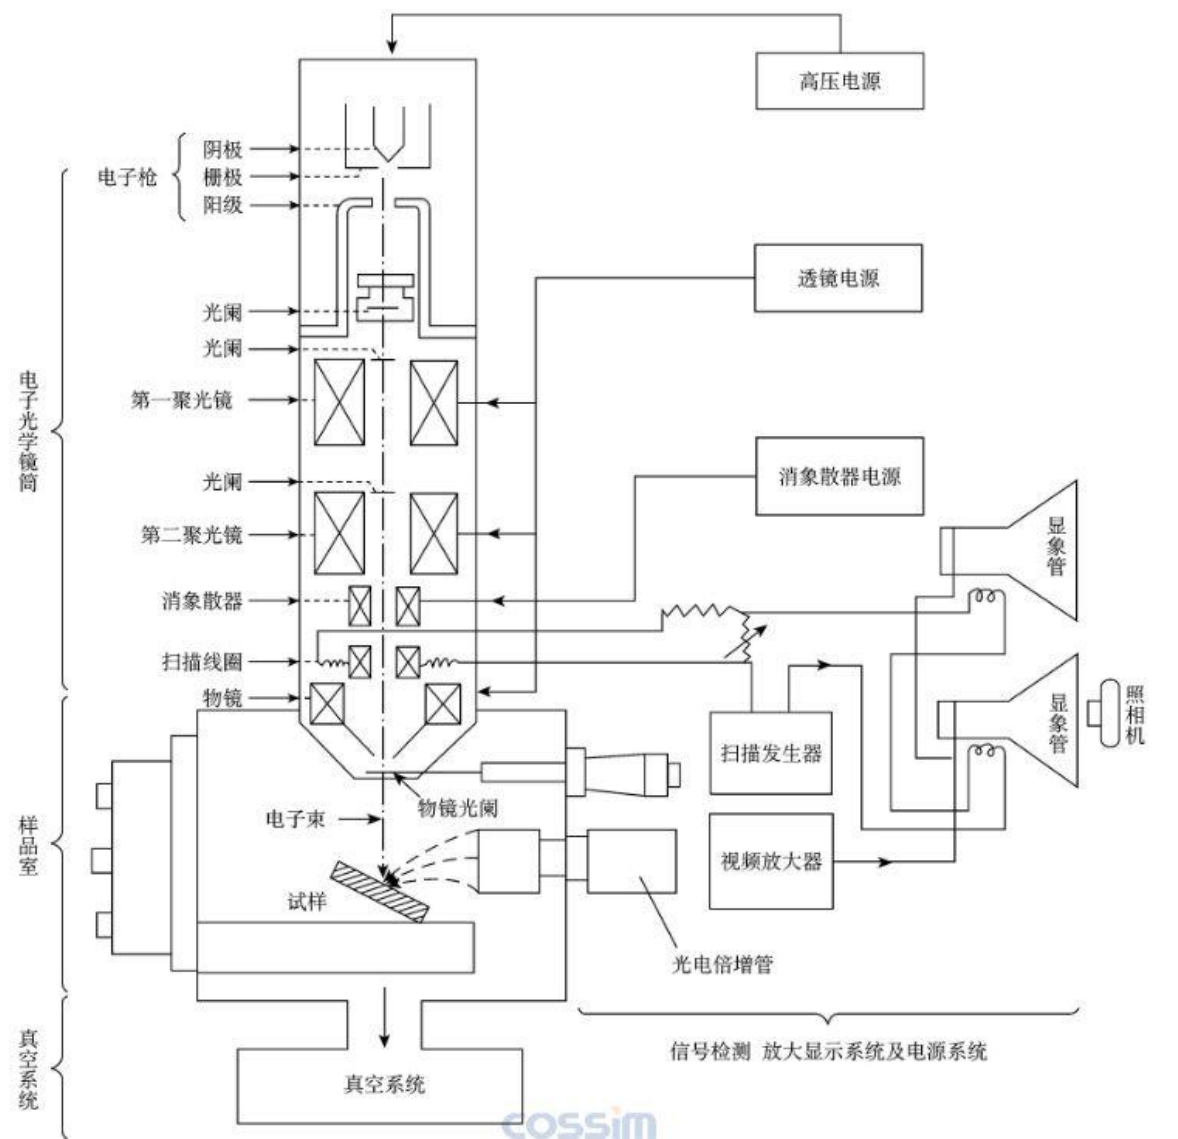 高压电源
阴极
电子枪
栅极
阳级
透镜电源
光阑
光阑
第一聚光镜
电子光学镜筒
消象散器电源
光阑
第二聚光镜
显象管
消象散器
扫描线圈
物镜
显象管
照相机
扫描发生器
物镜光阑
电子束
样品室
视频放大器
试样
光电倍增管
信号检测 放大显示系统及电源系统
真空系统
真空系统
cossim